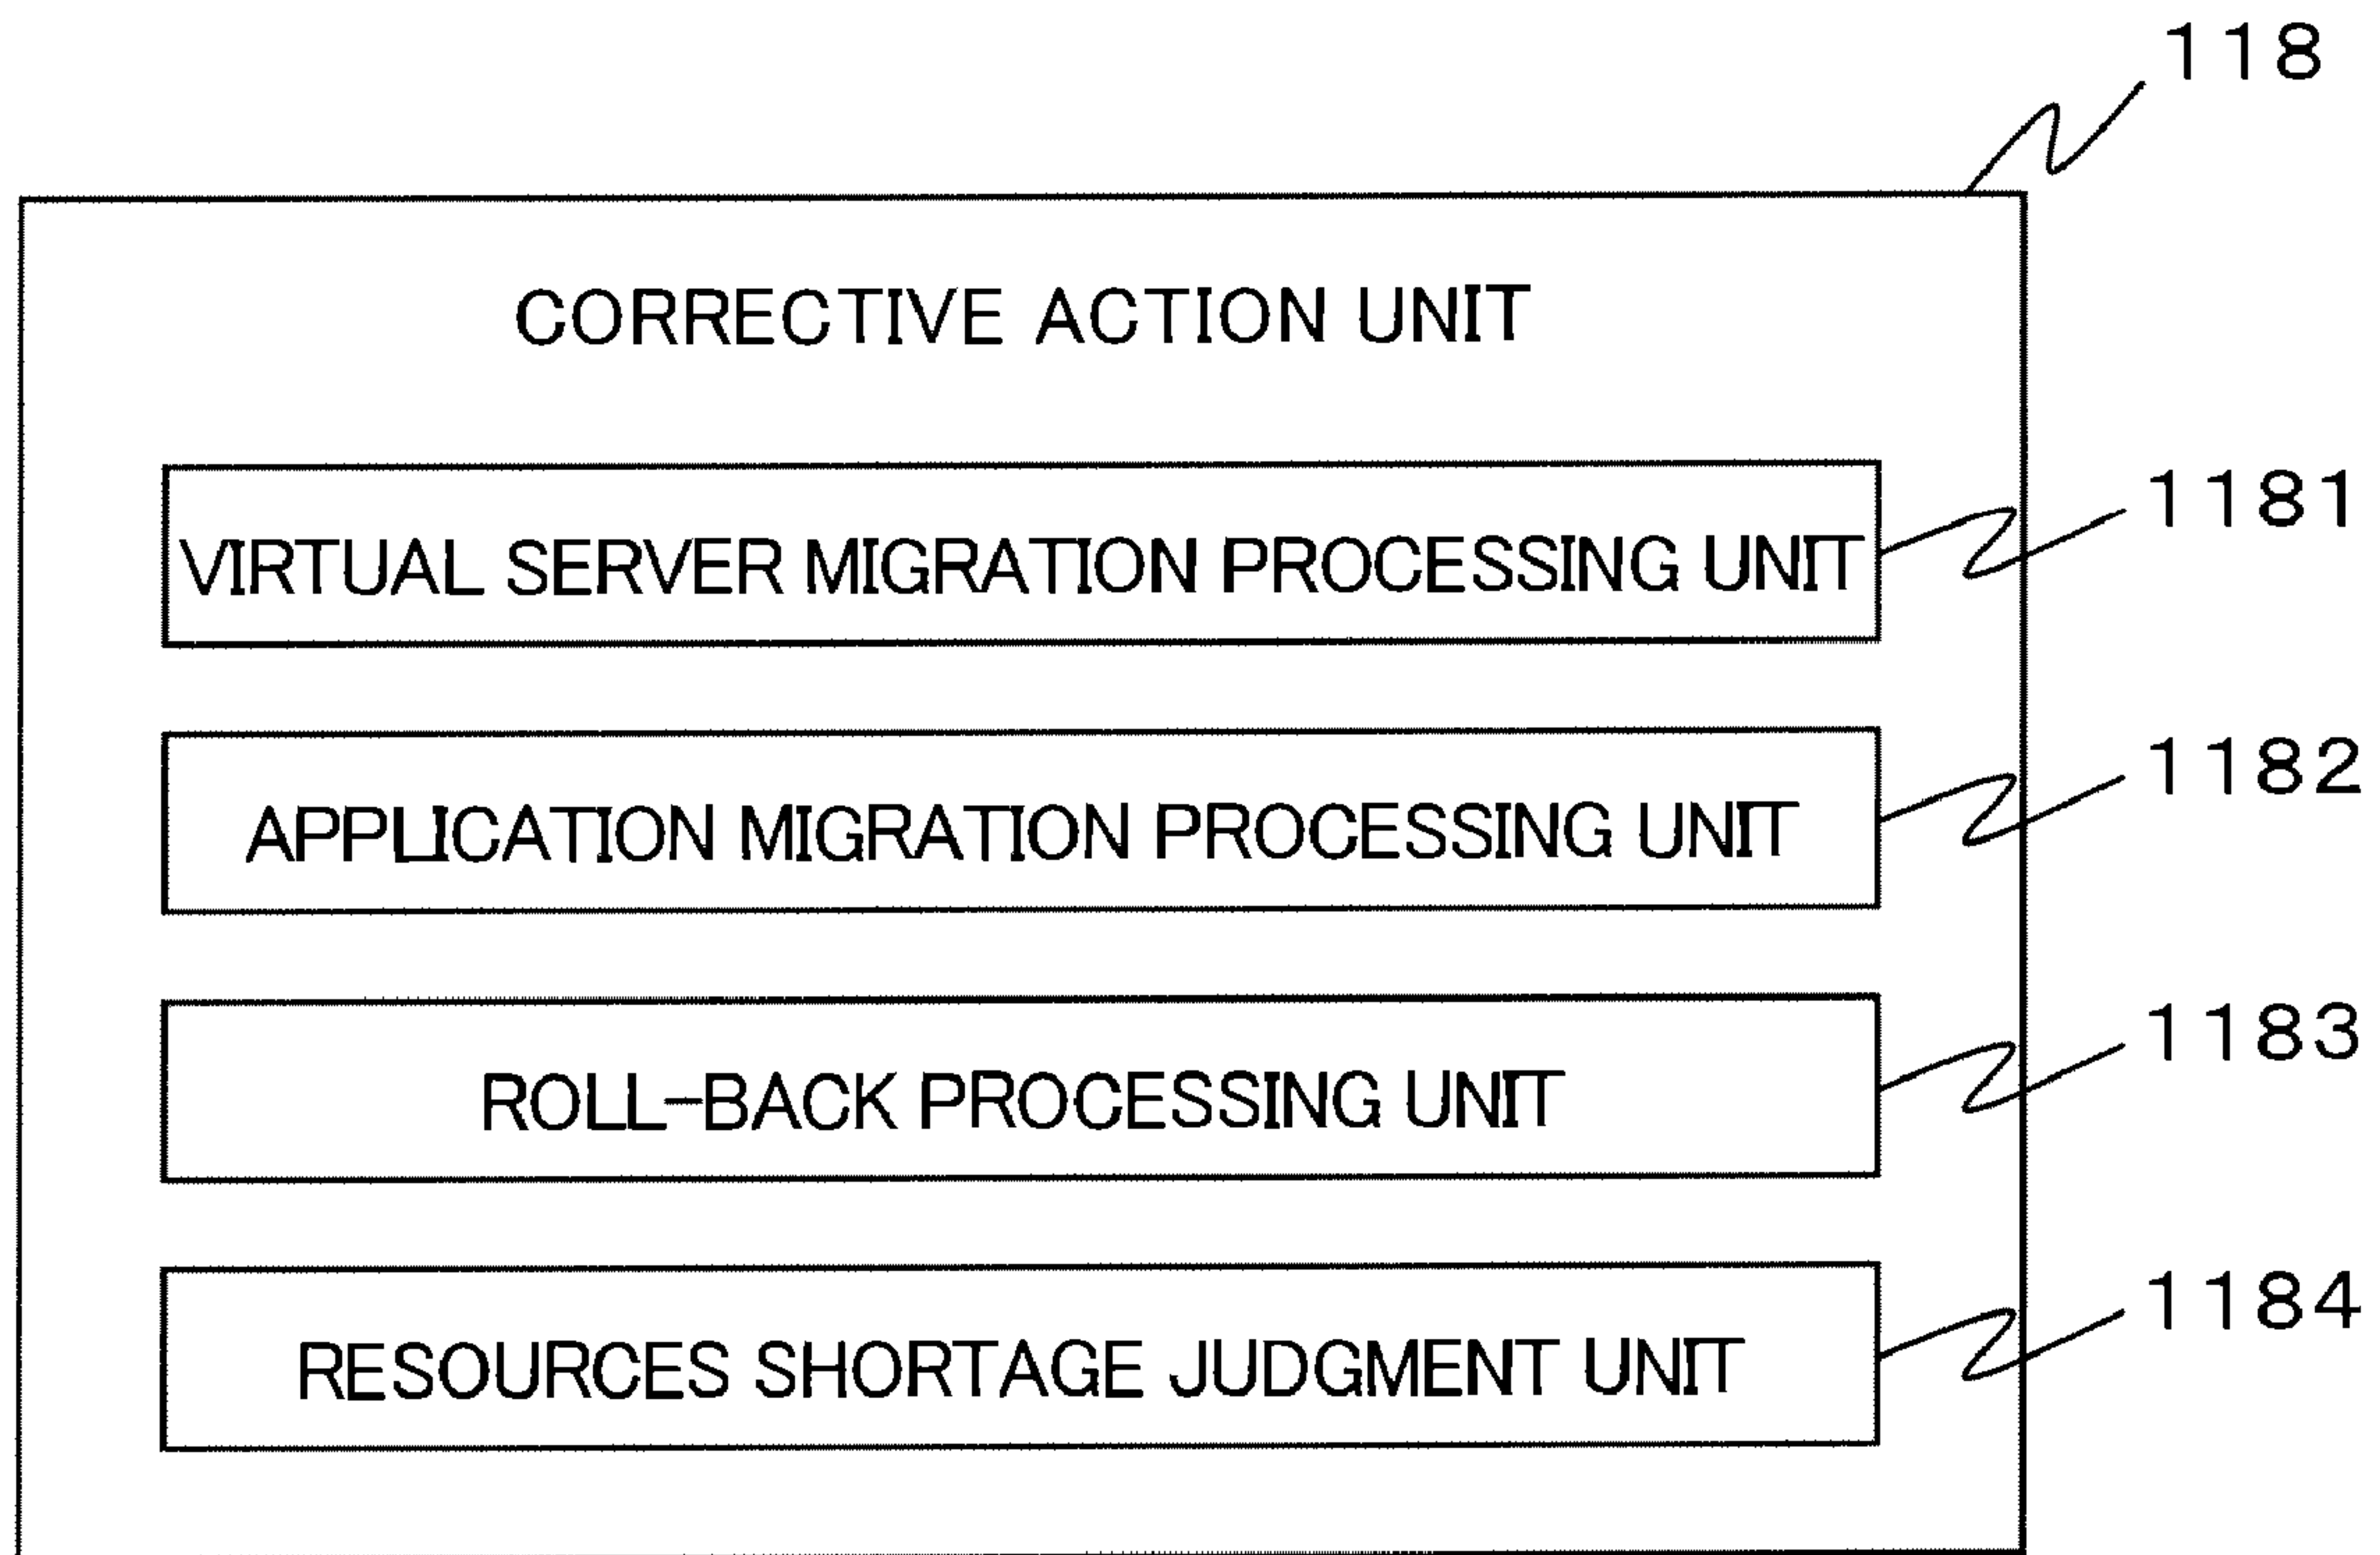 118
CORRECTIVE ACTION UNIT
VIRTUAL SERVER MIGRATION PROCESSING UNIT
1181
APPLICATION MIGRATION PROCESSING UNIT
1182
ROLL-BACK PROCESSING UNIT
1183
RESOURCES SHORTAGE JUDGMENT UNIT
1184